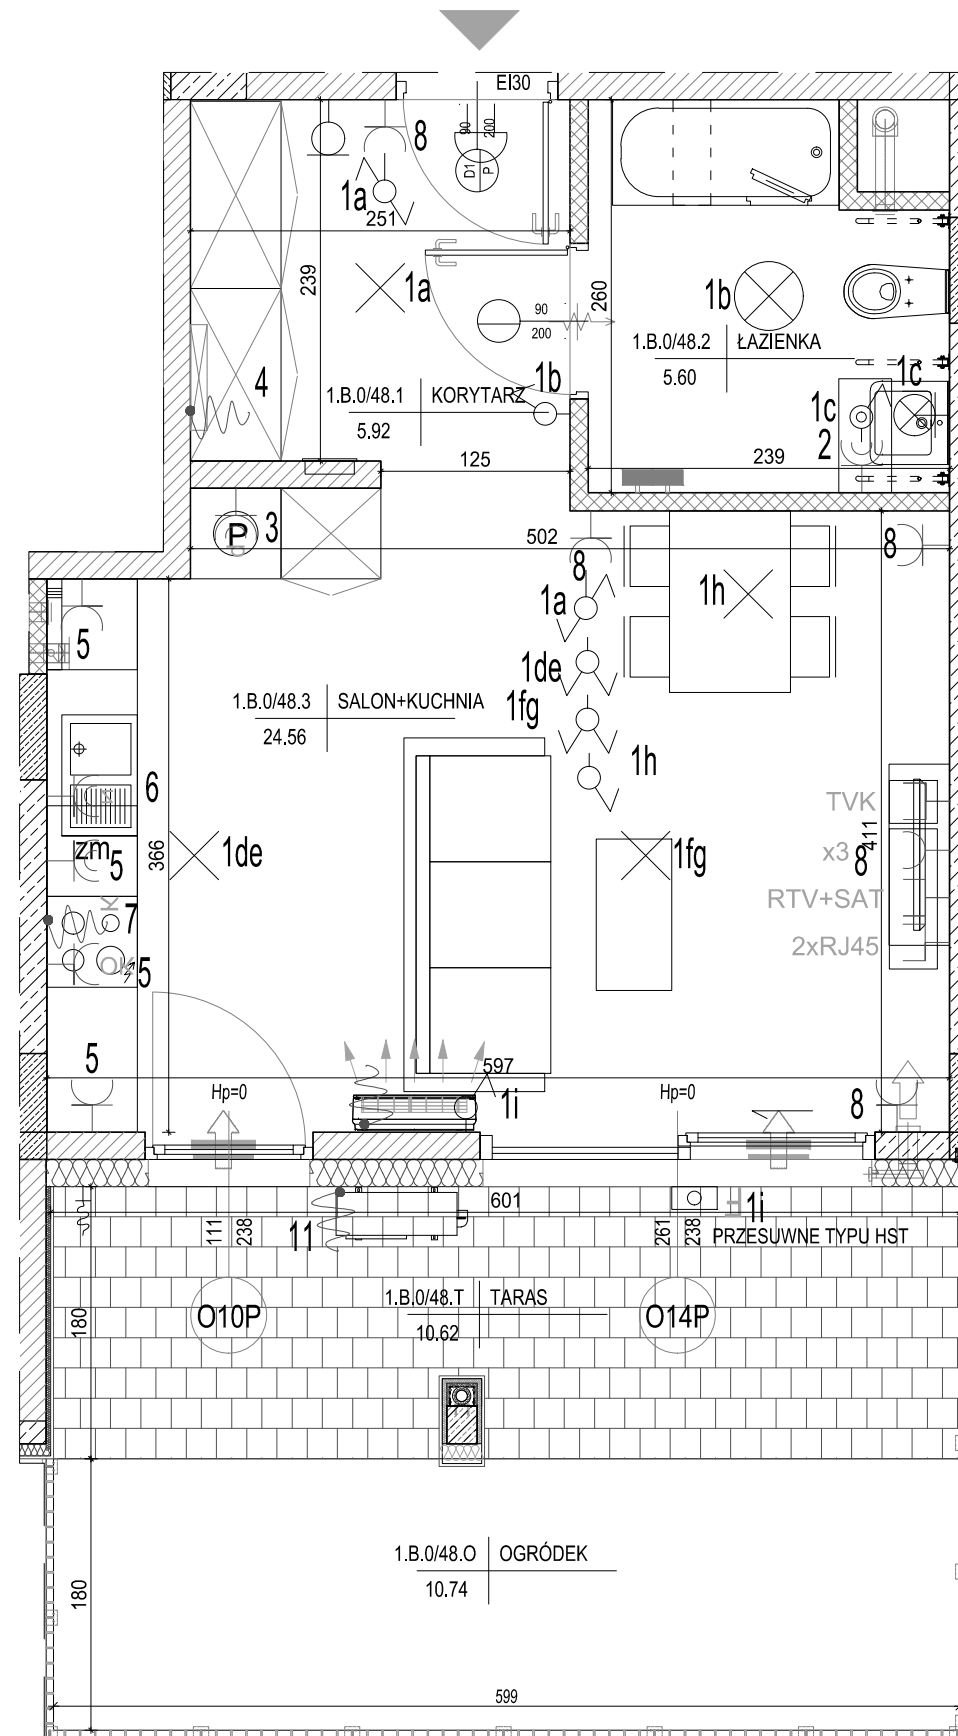 EI30
90
200
D1
P
8
1a
251
239
1a
260
90
200
1b
1.B.0/48.2 ŁAZIENKA
5.60
4
1b
1.B.0/48.1 KORYTARZ
5.92
1c
1c
2
125
239
P
3
502
8
8
1a
1h
5
1de
1.B.0/48.3 SALON+KUCHNIA
24.56
1fg
1h
6
TVK
411
zm
5
366
1de
1fg
x3
8
RTV+SAT
K
7
2xRJ45
OK
5
5
597
Hp=0
1i
Hp=0
8
601
1i
111
238
11
261
238
PRZESUWNE TYPU HST
1.B.0/48.T TARAS
10.62
180
O10P
O14P
1.B.0/48.O OGRÓDEK
10.74
180
599